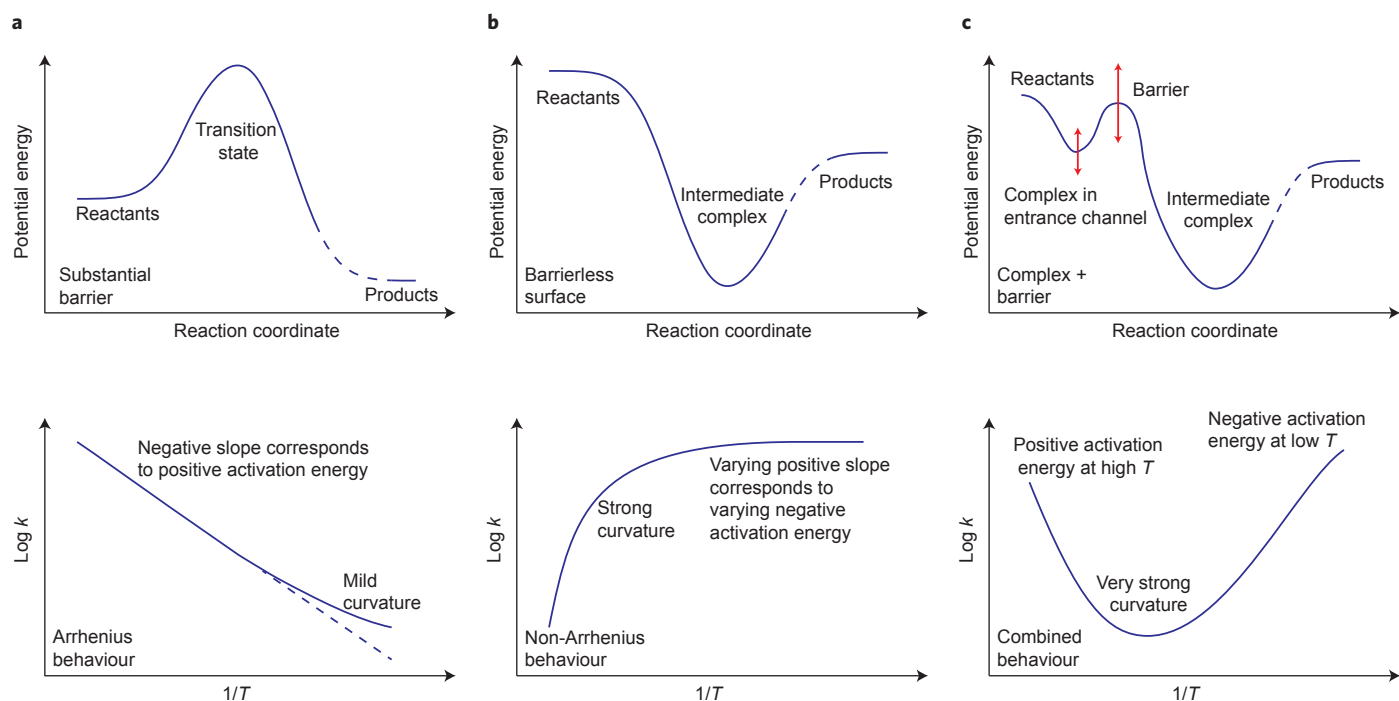 a
Potential energy
Transition
state
Reactants
Substantial
barrier
Products
Reaction coordinate
b
Potential energy
Reactants
Intermediate
complex
Products
Barrierless
surface
Reaction coordinate
c
Potential energy
Reactants
Barrier
Complex in
entrance channel
Intermediate
complex
Products
Complex +
barrier
Reaction coordinate
Log k
Negative slope corresponds
to positive activation energy
Mild
curvature
Arrhenius
behaviour
1/T
Log k
Strong
curvature
Varying positive slope
corresponds to
varying negative
activation energy
Non-Arrhenius
behaviour
1/T
Log k
Positive activation
energy at high T
Negative activation
energy at low T
Very strong
curvature
Combined
behaviour
1/T